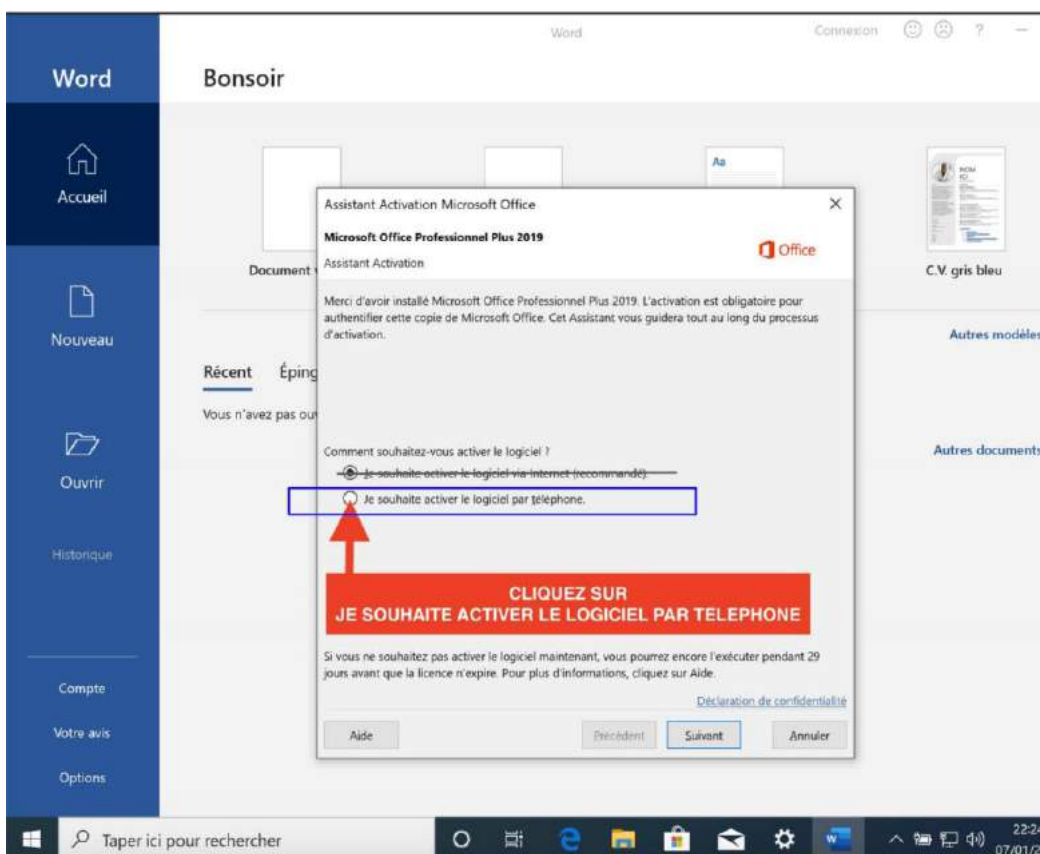 Word
Connexion
?
Word
Bonsoir
Accueil
Aa
NOM
ICI
Assistant Activation Microsoft Office
Microsoft Office Professionnel Plus 2019
Office
Assistant Activation
Document
C.V. gris bleu
Merci d'avoir installé Microsoft Office Professionnel Plus 2019. L'activation est obligatoire pour
authentifier cette copie de Microsoft Office. Cet Assistant vous guidera tout au long du processus
d'activation.
Nouveau
Autres modèles
Récent Éping
Vous n'avez pas ou
Comment souhaitez-vous activer le logiciel ?
Je souhaite activer le logiciel via Internet (recommandé).
Autres documents
Ouvrir
Je souhaite activer le logiciel par téléphone.
Historique
CLIQUEZ SUR
JE SOUHAITE ACTIVER LE LOGICIEL PAR TELEPHONE
Si vous ne souhaitez pas activer le logiciel maintenant, vous pourrez encore l'exécuter pendant 29
jours avant que la licence n'expire. Pour plus d'informations, cliquez sur Aide.
Compte
Déclaration de confidentialité
Votre avis
Aide
Précédent
Suivant
Annuler
Options
Taper ici pour rechercher
22:24
07/01/2